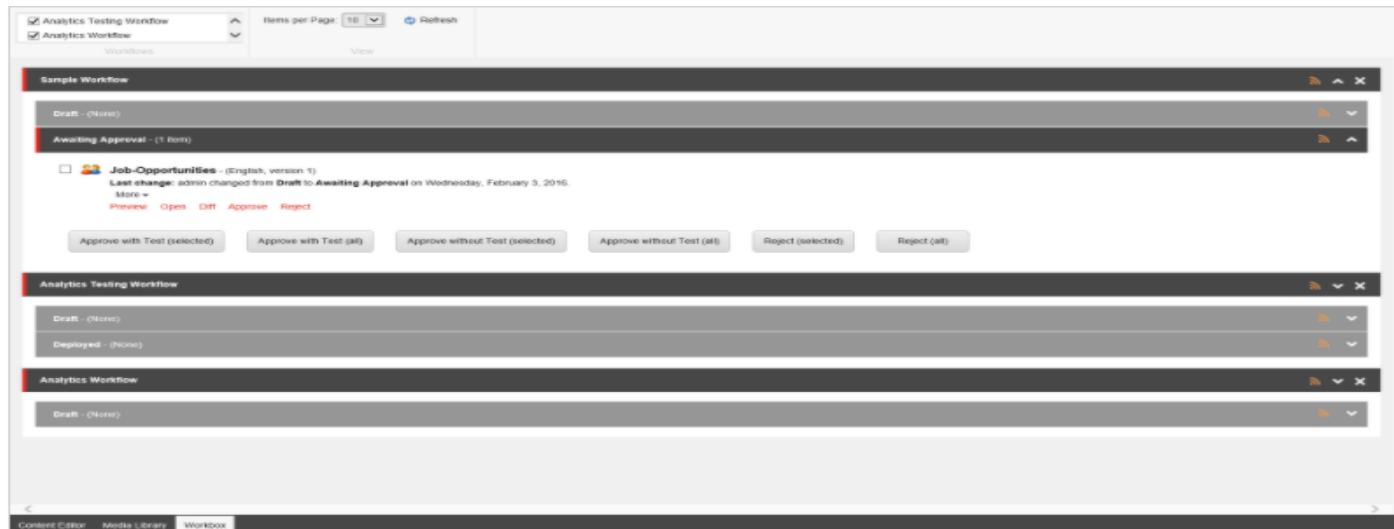 Analytics Testing Workflow
Items per Page: 10
Refresh
Analytics Workflow
Workflows
View
Sample Workflow
Draft - (None)
Awaiting Approval - (1 item)
Job-Opportunities - (English, version 1)
Last change: admin changed from Draft to Awaiting Approval on Wednesday, February 3, 2016.
More
Preview Open Diff Approve Reject
Approve with Test (selected) Approve with Test (all) Approve without Test (selected) Approve without Test (all) Reject (selected) Reject (all)
Analytics Testing Workflow
Draft - (None)
Deployed - (None)
Analytics Workflow
Draft - (None)
Content Editor Media Library Workbox